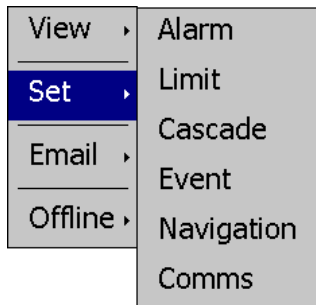 View
Set
Email
Offline
Alarm
Limit
Cascade
Event
Navigation
Comms